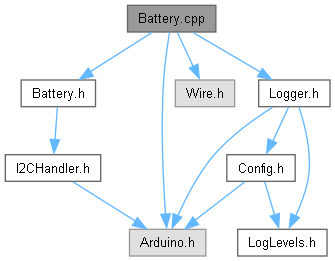 Battery.cpp
Battery.h
Wire.h
Logger.h
I2CHandler.h
Config.h
Arduino.h
LogLevels.h